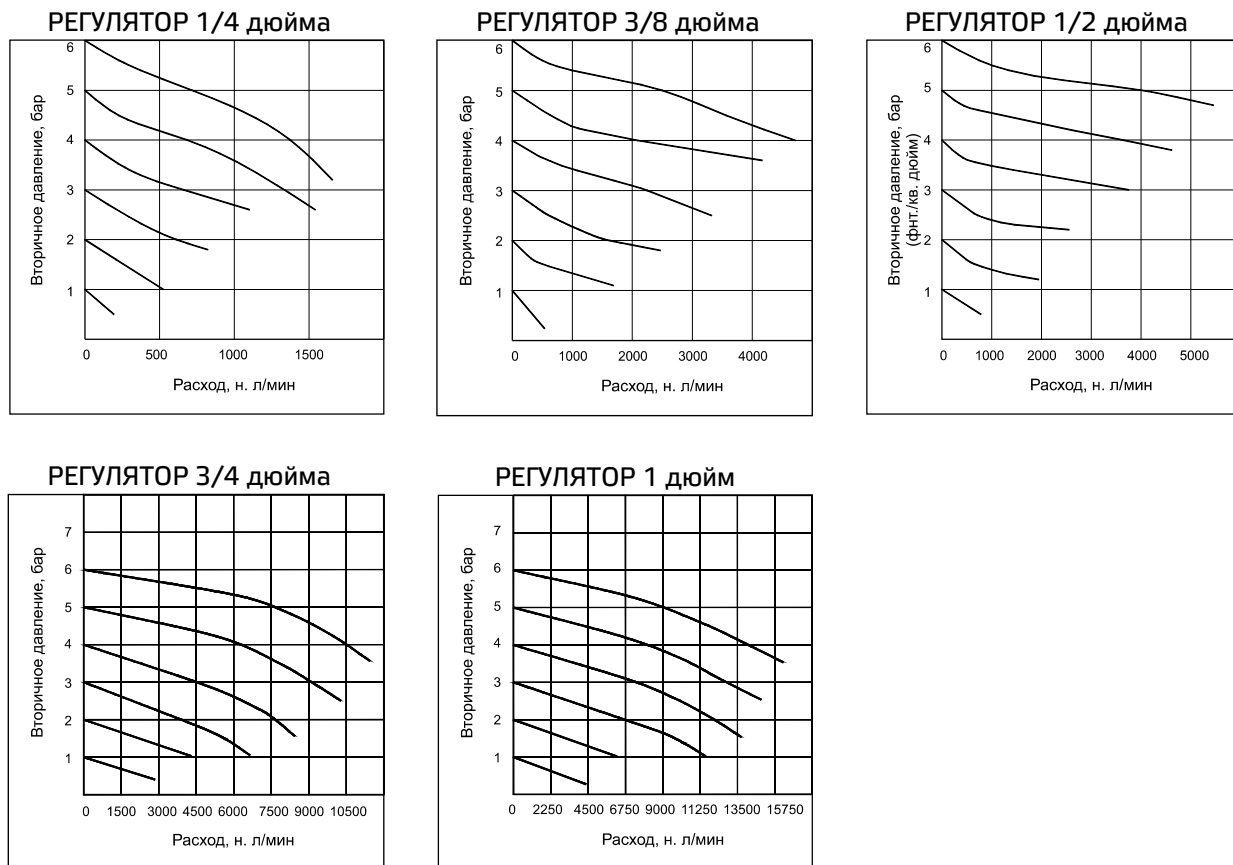 РЕГУЛЯТОР 1/4 дюйма
Вторичное давление, бар
6
5
4
3
2
1
0 500 1000 1500
Расход, н. л/мин
РЕГУЛЯТОР 3/8 дюйма
Вторичное давление, бар
6
5
4
3
2
1
0 1000 2000 3000 4000
Расход, н. л/мин
РЕГУЛЯТОР 1/2 дюйма
Вторичное давление, бар
(фнт./кв. дюйм)
6
5
4
3
2
1
0 1000 2000 3000 4000 5000
Расход, н. л/мин
РЕГУЛЯТОР 3/4 дюйма
Вторичное давление, бар
7
6
5
4
3
2
1
0 1500 3000 4500 6000 7500 9000 10500
Расход, н. л/мин
РЕГУЛЯТОР 1 дюйм
Вторичное давление, бар
7
6
5
4
3
2
1
0 2250 4500 6750 9000 11250 13500 15750
Расход, н. л/мин